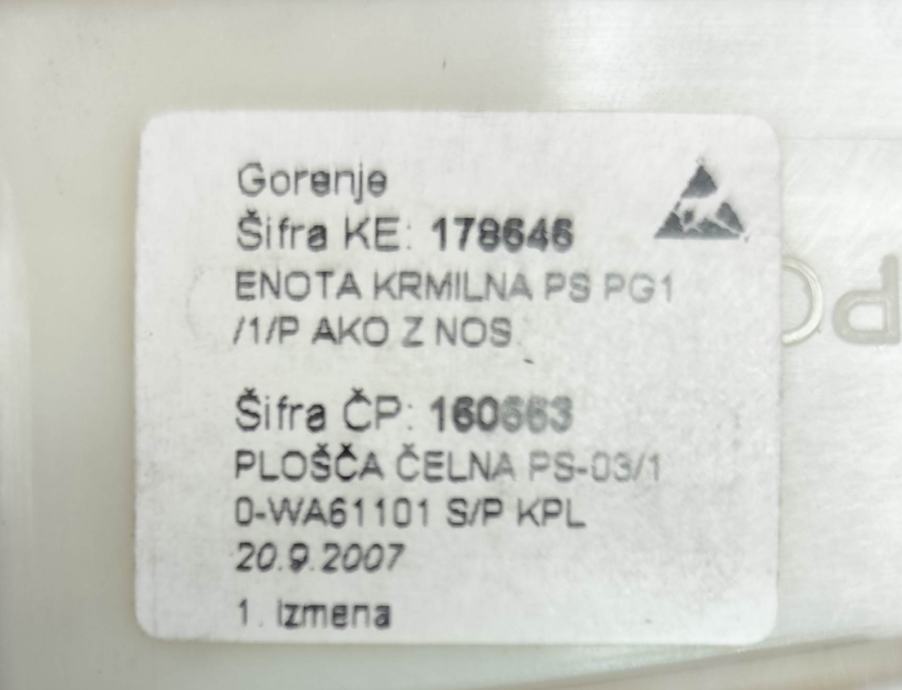 Gorenje
Šifra KE: 178646
ENOTA KRMILNA PS PG1
/1/P AKO Z NOS.
Šifra ČP: 160663
PLOŠČA ČELNA PS-03/1
0-WA61101 S/P KPL
20.9.2007
1. Izmena